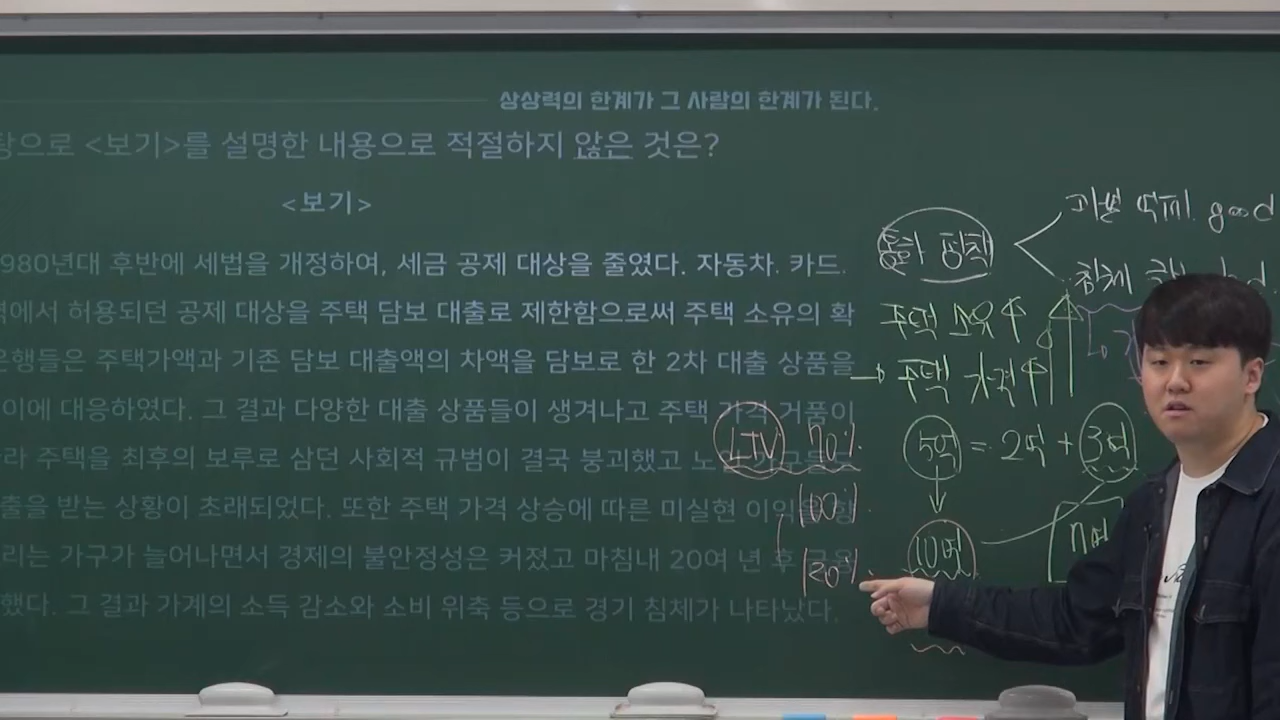 상상력의 한계가 그 사람의 한계가 된다.
탕으로 <보기>를 설명한 내용으로 적절하지 않은 것은?
<보기>
980년대 후반에 세법을 개정하여, 세금 공제 대상을 줄였다. 자동차. 카드.
에서 허용되던 공제 대상을 주택 담보 대출로 제한함으로써 주택 소유의 확
은행들은 주택가액과 기존 담보 대출액의 차액을 담보로 한 2차 대출 상품을
이에 대응하였다. 그 결과 다양한 대출 상품들이 생겨나고 주택 가격 거품이
라 주택을 최후의 보루로 삼던 사회적 규범이 결국 붕괴했고
출을 받는 상황이 초래되었다. 또한 주택 가격 상승에 따른 미실현 이익을
리는 가구가 늘어나면서 경제의 불안정성은 커졌고 마침내 20여 년 후
했다. 그 결과 가계의 소득 감소와 소비 위축 등으로 경기 침체가 나타났다.
통화 정책
good
침체
주택 소유↑
→ 주택 가격↑
LTV 70%
5억 = 2억 + 3억
100%
10억
120%